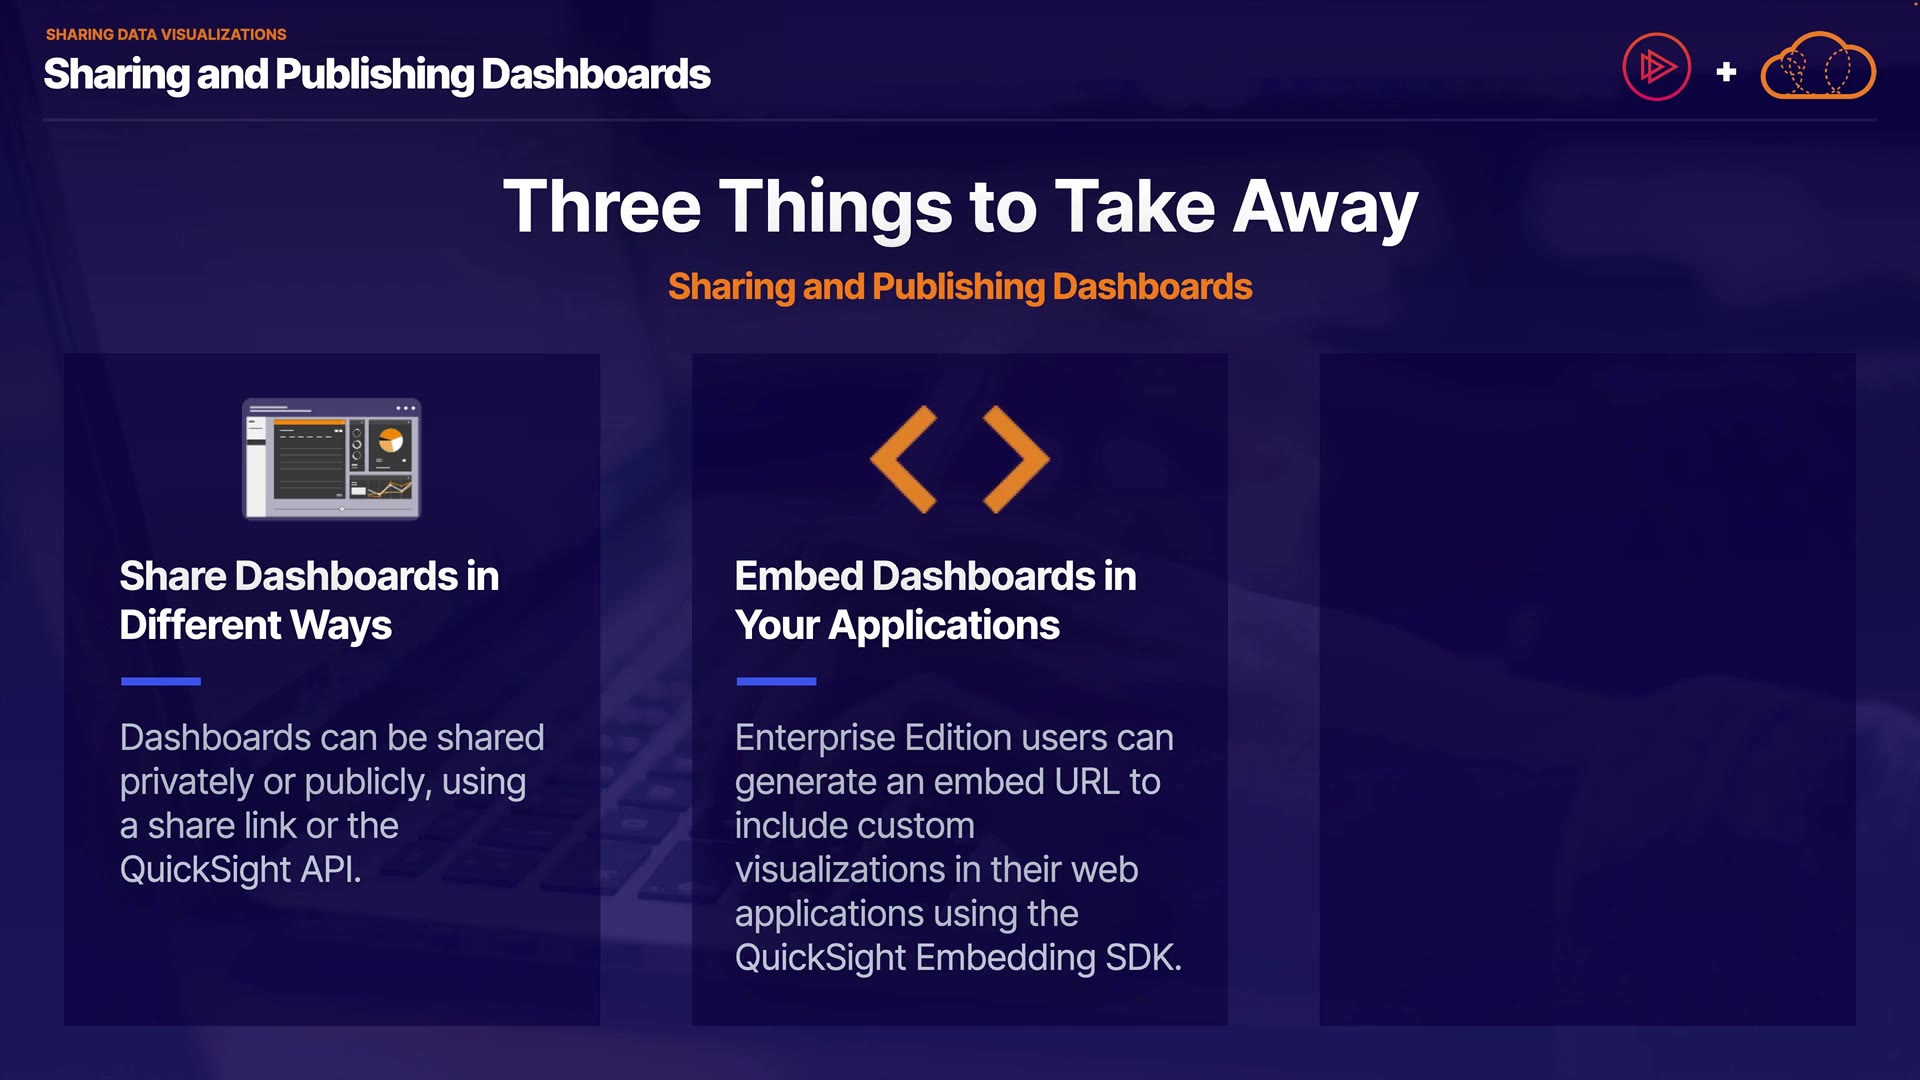 SHARING DATA VISUALIZATIONS
Sharing and Publishing Dashboards
Three Things to Take Away
Sharing and Publishing Dashboards
Share Dashboards in
Different Ways
Dashboards can be shared
privately or publicly, using
a share link or the
QuickSight API.
Embed Dashboards in
Your Applications
Enterprise Edition users can
generate an embed URL to
include custom
visualizations in their web
applications using the
QuickSight Embedding SDK.